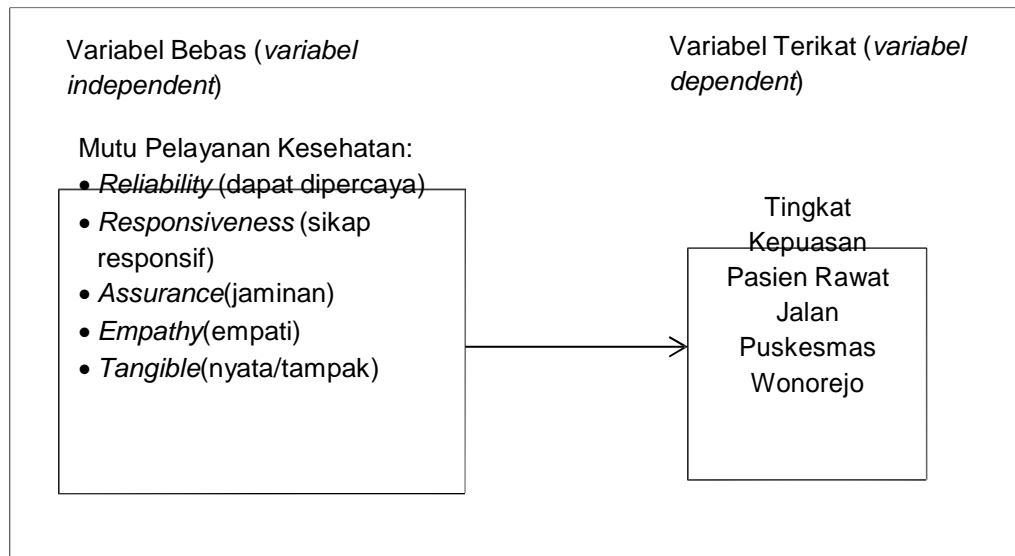 Variabel Bebas (variabel
independent)
Variabel Terikat (variabel
dependent)
Mutu Pelayanan Kesehatan:
• Reliability (dapat dipercaya)
• Responsiveness (sikap
responsif)
• Assurance(jaminan)
• Empathy(empati)
• Tangible(nyata/tampak)
Tingkat
Kepuasan
Pasien Rawat
Jalan
Puskesmas
Wonorejo